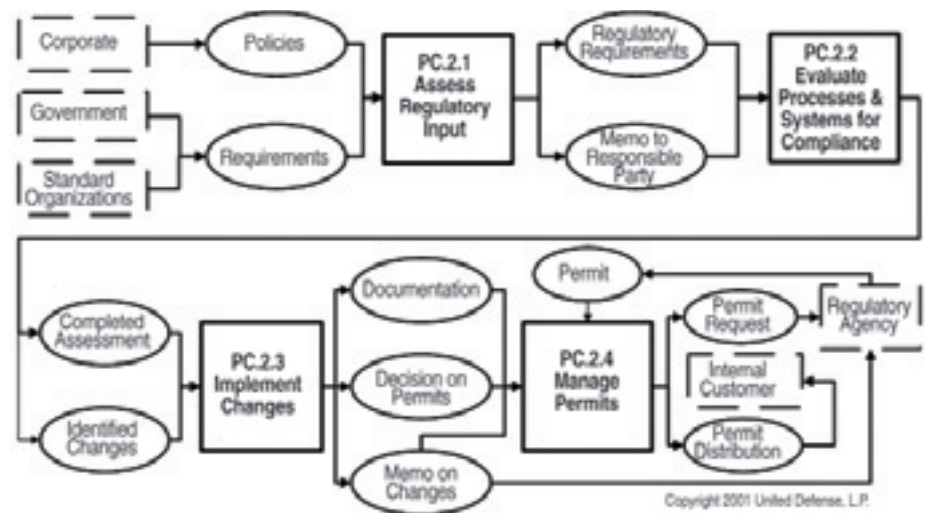 Corporate
Policies
PC.2.1
Assess
Regulatory
Input
Regulatory
Requirements
PC.2.2
Evaluate
Processes &
Systems for
Compliance
Government
Requirements
Memo to
Responsible
Party
Standard
Organizations
Completed
Assessment
Identified
Changes
PC.2.3
Implement
Changes
Documentation
Decision on
Permits
Memo on
Changes
Permit
PC.2.4
Manage
Permits
Permit
Request
Regulatory
Agency
Internal
Customer
Permit
Distribution
Copyright 2001 United Defense, L.P.